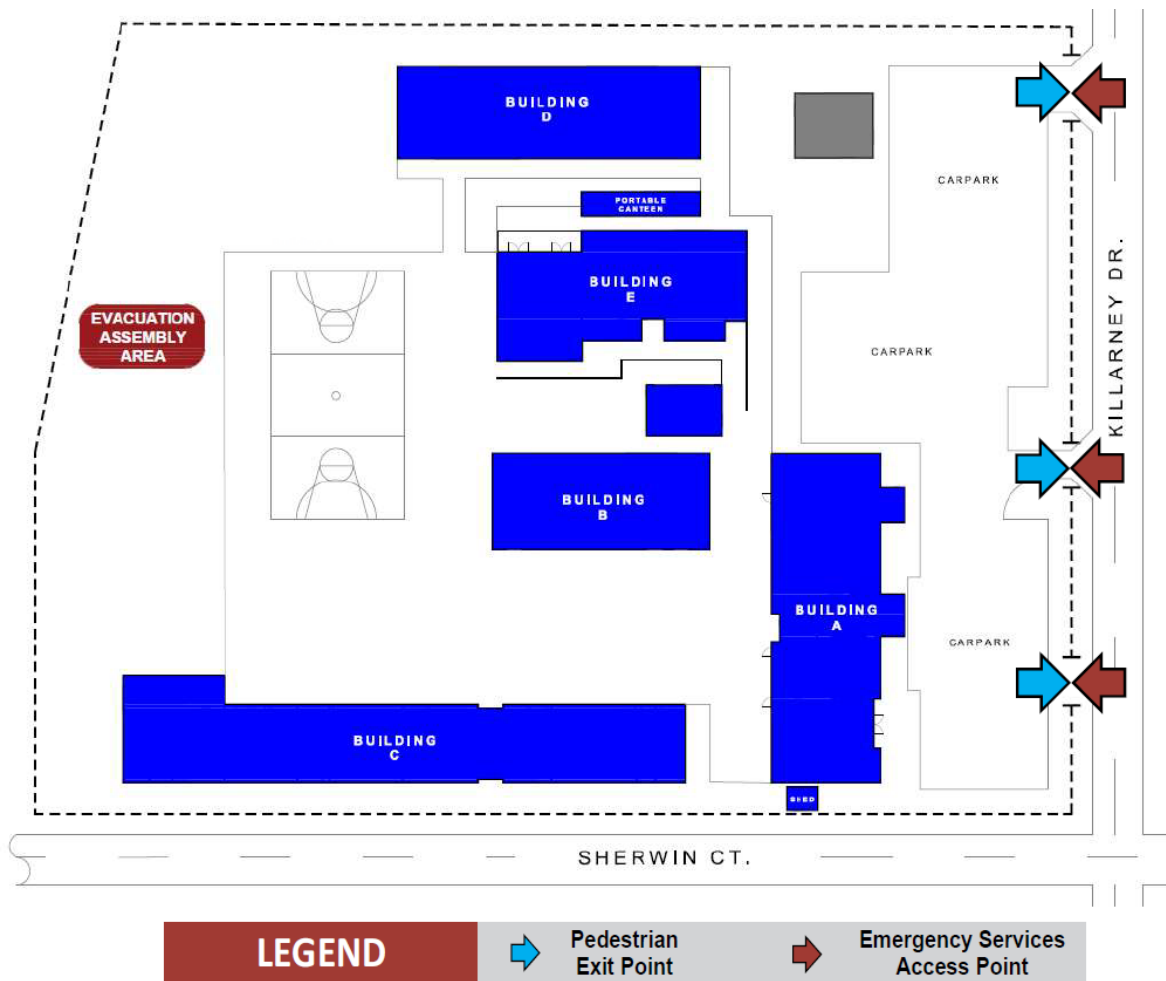 BUILDING
D
CARPARK
PORTABLE
CANTEEN
KILLARNEY DR.
BUILDING
E
EVACUATION
ASSEMBLY
AREA
CARPARK
BUILDING
B
BUILDING
A
CARPARK
BUILDING
C
SHED
SHERWIN CT.
LEGEND
Pedestrian
Exit Point
Emergency Services
Access Point